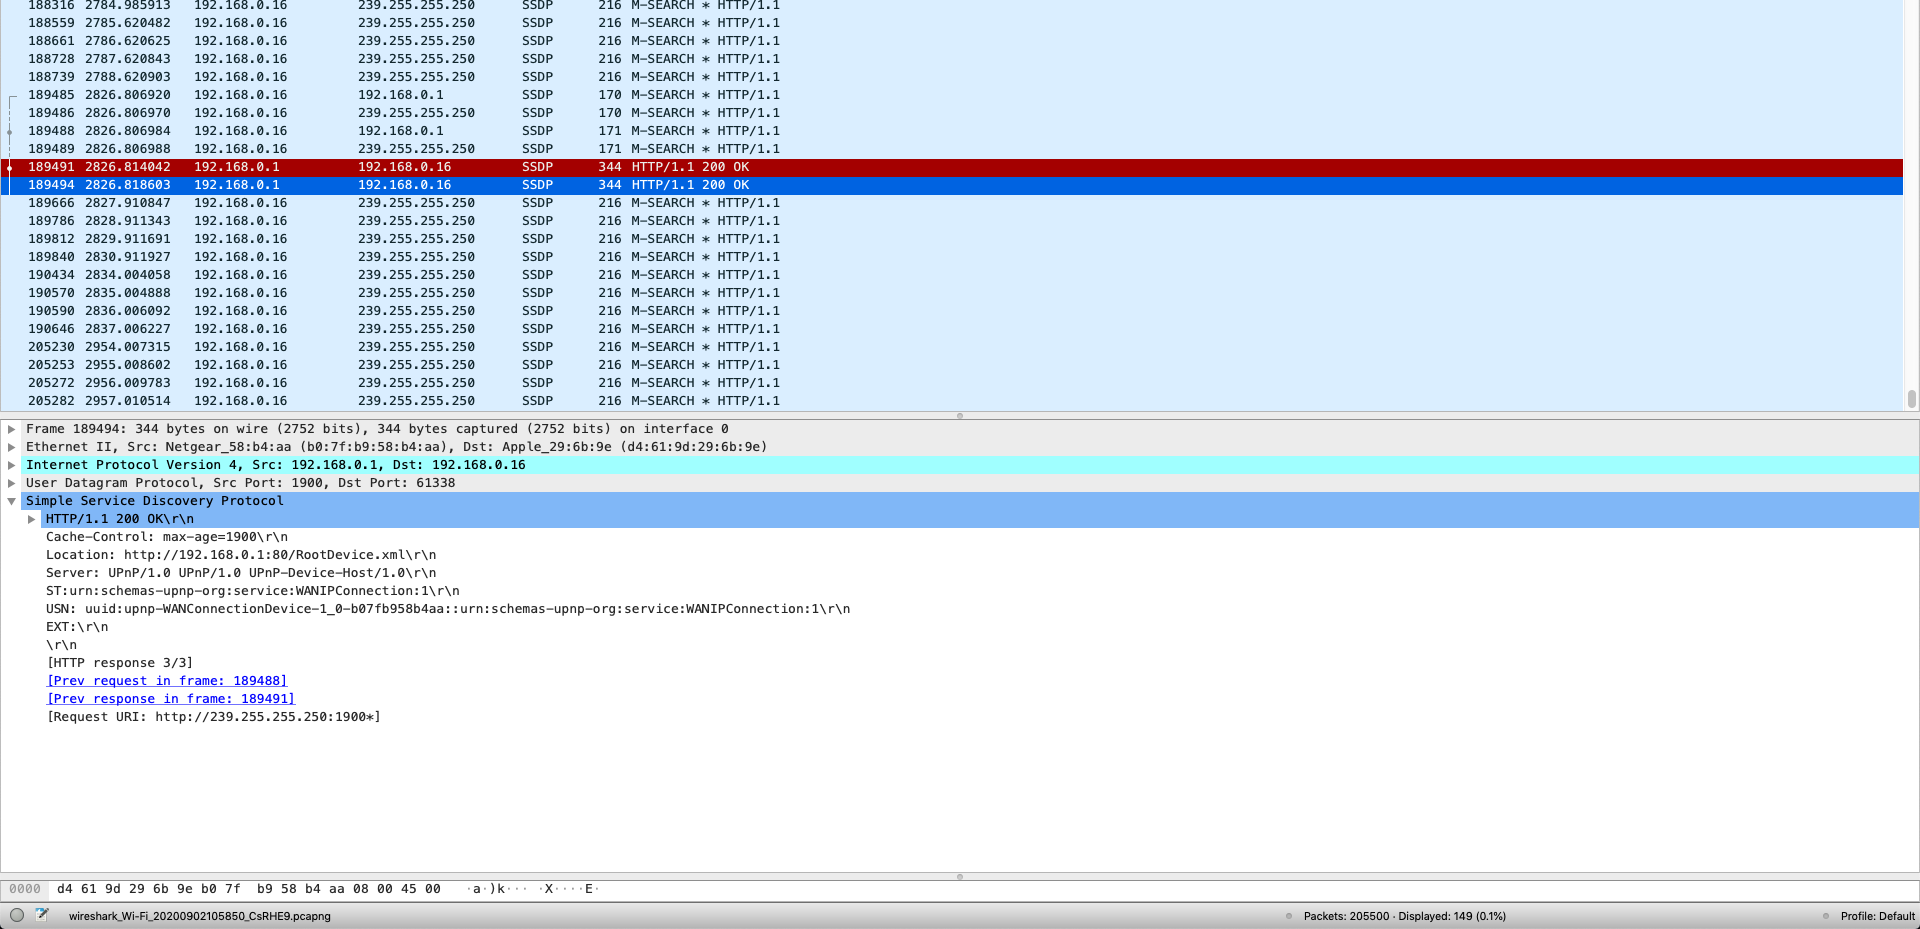 188316 2784.985913 192.168.0.16 239.255.255.250 SSDP 216 M-SEARCH * HTTP/1.1
188559 2785.620482 192.168.0.16 239.255.255.250 SSDP 216 M-SEARCH * HTTP/1.1
188661 2786.620625 192.168.0.16 239.255.255.250 SSDP 216 M-SEARCH * HTTP/1.1
188728 2787.620843 192.168.0.16 239.255.255.250 SSDP 216 M-SEARCH * HTTP/1.1
188739 2788.620903 192.168.0.16 239.255.255.250 SSDP 216 M-SEARCH * HTTP/1.1
189485 2826.806920 192.168.0.16 192.168.0.1 SSDP 170 M-SEARCH * HTTP/1.1
189486 2826.806970 192.168.0.16 239.255.255.250 SSDP 170 M-SEARCH * HTTP/1.1
189488 2826.806984 192.168.0.16 192.168.0.1 SSDP 171 M-SEARCH * HTTP/1.1
189489 2826.806988 192.168.0.16 239.255.255.250 SSDP 171 M-SEARCH * HTTP/1.1
189491 2826.814042 192.168.0.1 192.168.0.16 SSDP 344 HTTP/1.1 200 OK
189494 2826.818603 192.168.0.1 192.168.0.16 SSDP 344 HTTP/1.1 200 OK
189666 2827.910847 192.168.0.16 239.255.255.250 SSDP 216 M-SEARCH * HTTP/1.1
189786 2828.911343 192.168.0.16 239.255.255.250 SSDP 216 M-SEARCH * HTTP/1.1
189812 2829.911691 192.168.0.16 239.255.255.250 SSDP 216 M-SEARCH * HTTP/1.1
189840 2830.911927 192.168.0.16 239.255.255.250 SSDP 216 M-SEARCH * HTTP/1.1
190434 2834.004058 192.168.0.16 239.255.255.250 SSDP 216 M-SEARCH * HTTP/1.1
190570 2835.004888 192.168.0.16 239.255.255.250 SSDP 216 M-SEARCH * HTTP/1.1
190590 2836.006092 192.168.0.16 239.255.255.250 SSDP 216 M-SEARCH * HTTP/1.1
190646 2837.006227 192.168.0.16 239.255.255.250 SSDP 216 M-SEARCH * HTTP/1.1
205230 2954.007315 192.168.0.16 239.255.255.250 SSDP 216 M-SEARCH * HTTP/1.1
205253 2955.008602 192.168.0.16 239.255.255.250 SSDP 216 M-SEARCH * HTTP/1.1
205272 2956.009783 192.168.0.16 239.255.255.250 SSDP 216 M-SEARCH * HTTP/1.1
205282 2957.010514 192.168.0.16 239.255.255.250 SSDP 216 M-SEARCH * HTTP/1.1
Frame 189494: 344 bytes on wire (2752 bits), 344 bytes captured (2752 bits) on interface 0
Ethernet II, Src: Netgear_58:b4:aa (b0:7f:b9:58:b4:aa), Dst: Apple_29:6b:9e (d4:61:9d:29:6b:9e)
Internet Protocol Version 4, Src: 192.168.0.1, Dst: 192.168.0.16
User Datagram Protocol, Src Port: 1900, Dst Port: 61338
Simple Service Discovery Protocol
HTTP/1.1 200 OK\r\n
Cache-Control: max-age=1900\r\n
Location: http://192.168.0.1:80/RootDevice.xml\r\n
Server: UPnP/1.0 UPnP/1.0 UPnP-Device-Host/1.0\r\n
ST:urn:schemas-upnp-org:service:WANIPConnection:1\r\n
USN: uuid:upnp-WANConnectionDevice-1_0-b07fb958b4aa::urn:schemas-upnp-org:service:WANIPConnection:1\r\n
EXT:\r\n
\r\n
[HTTP response 3/3]
[Prev request in frame: 189488]
[Prev response in frame: 189491]
[Request URI: http://239.255.255.250:1900*]
0000 d4 61 9d 29 6b 9e b0 7f b9 58 b4 aa 08 00 45 00 ·a·)k··· ·X····E·
wireshark_Wi-Fi_20200902105850_CsRHE9.pcapng Packets: 205500 · Displayed: 149 (0.1%) Profile: Default